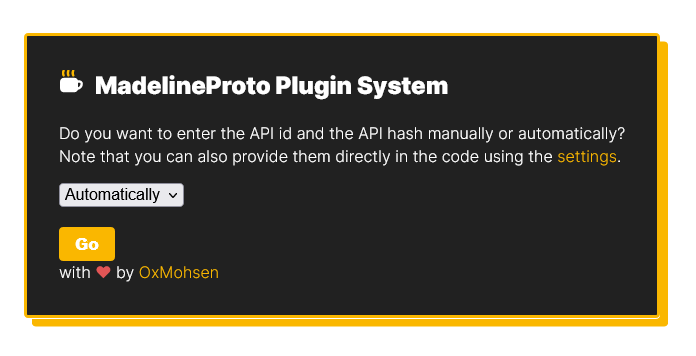 MadelineProto Plugin System
Do you want to enter the API id and the API hash manually or automatically?
Note that you can also provide them directly in the code using the settings.
Automatically
Go
with ❤ by OxMohsen